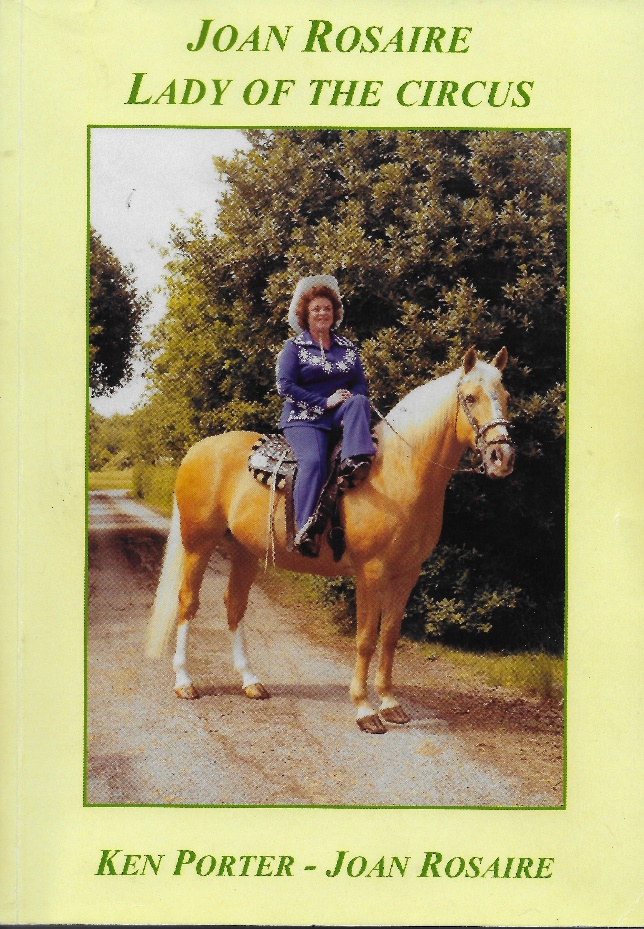 JOAN ROSAIRE
LADY OF THE CIRCUS
KEN PORTER - JOAN ROSAIRE